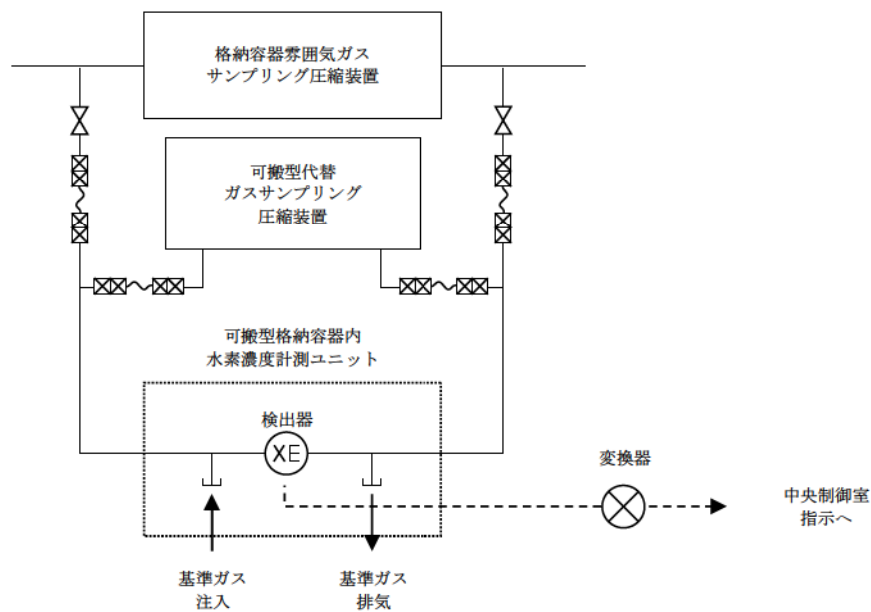 格納容器雰囲気ガス
サンプリング圧縮装置
可搬型代替
ガスサンプリング
圧縮装置
可搬型格納容器内
水素濃度計測ユニット
検出器
XE
変換器
中央制御室
指示へ
基準ガス
注入
基準ガス
排気